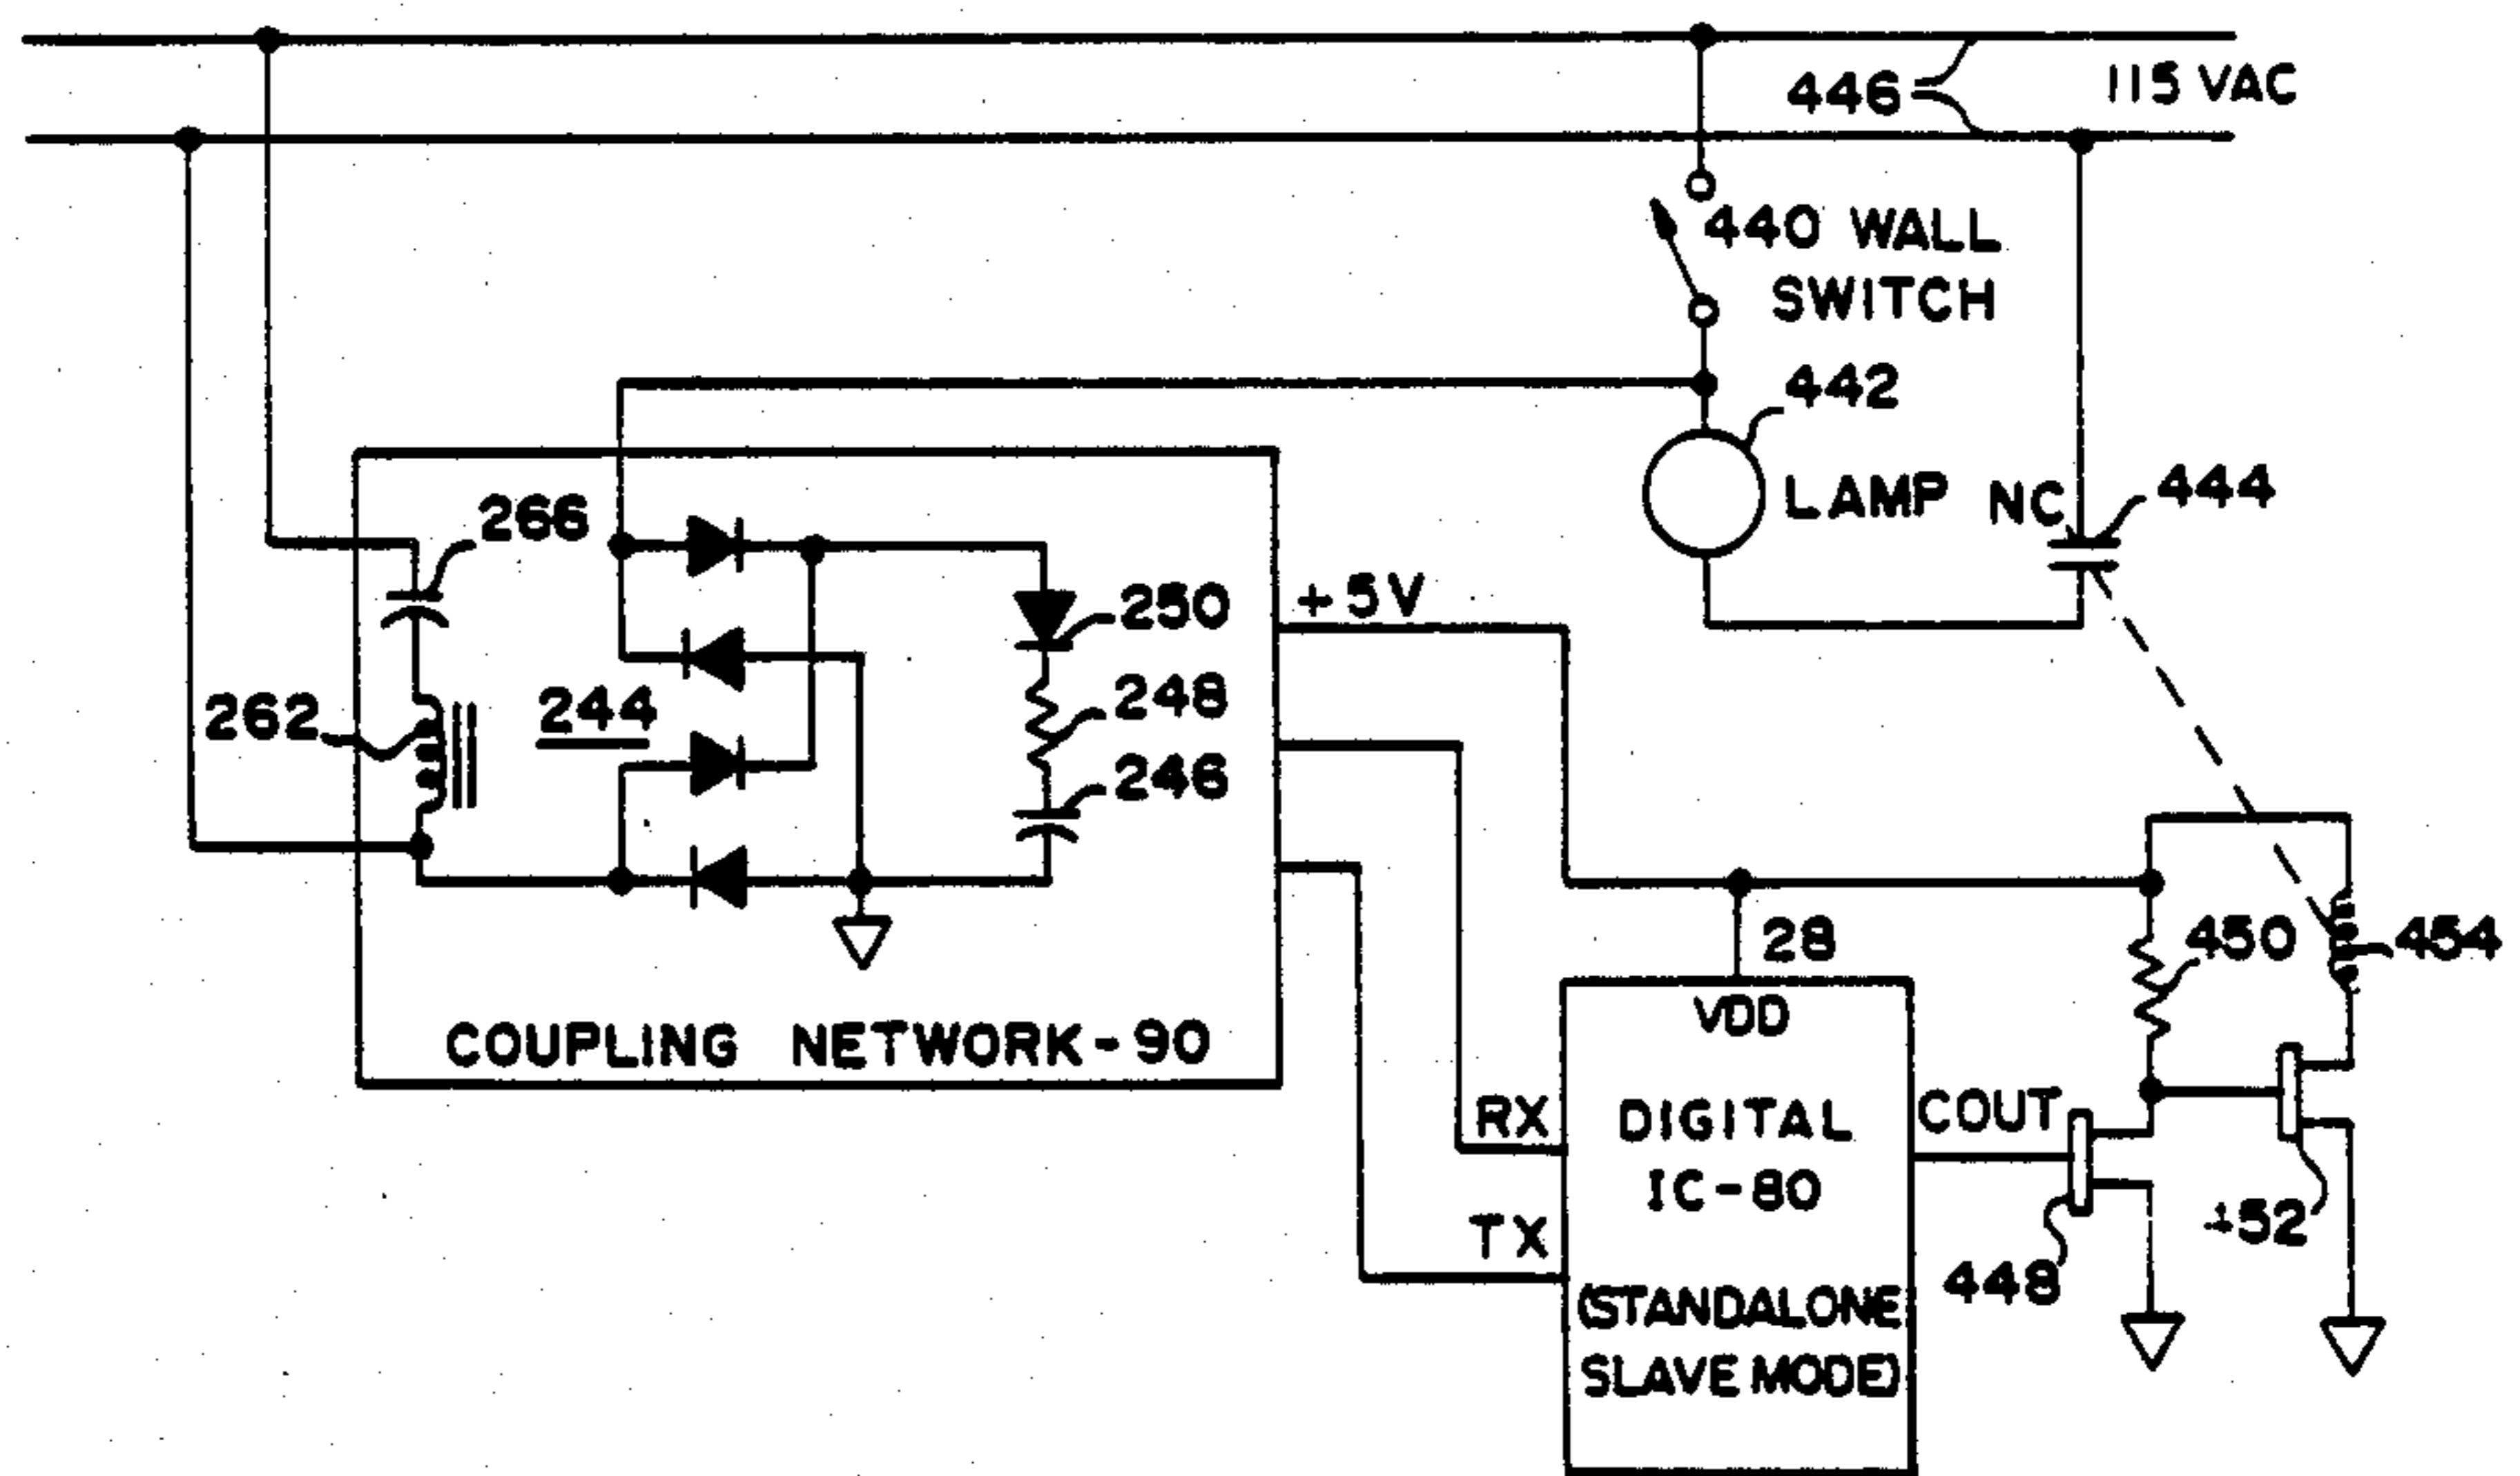 446
115 VAC
440 WALL
SWITCH
442
LAMP
NC
444
266
250
+5V
262
244
248
246
28
450
454
VDD
COUPLING NETWORK-90
RX
DIGITAL
IC-80
COUT
TX
452
448
(STANDALONE
SLAVE MODE)